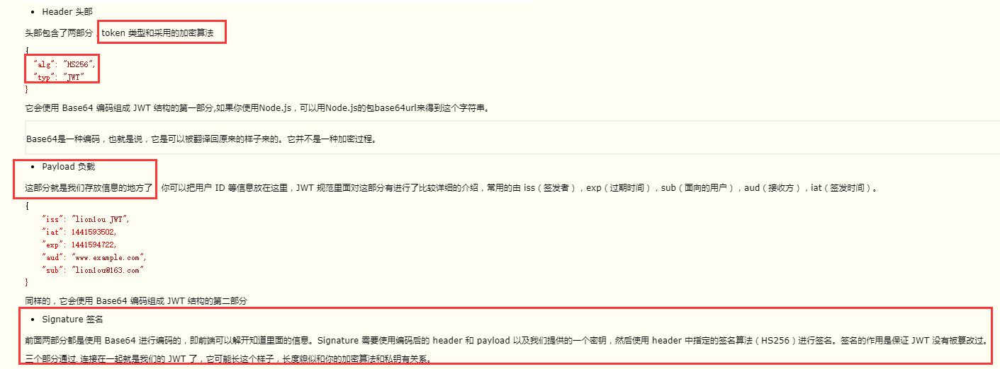 • Header 头部
头部包含了两部分，token 类型和采用的加密算法
{
"alg": "HS256",
"typ": "JWT"
}
它会使用 Base64 编码组成 JWT 结构的第一部分,如果你使用Node.js，可以用Node.js的包base64url来得到这个字符串。
Base64是一种编码，也就是说，它是可以被翻译回原来的样子来的。它并不是一种加密过程。
• Payload 负载
这部分就是我们存放信息的地方了，你可以把用户 ID 等信息放在这里，JWT 规范里面对这部分有进行了比较详细的介绍，常用的由 iss（签发者），exp（过期时间），sub（面向的用户），aud（接收方），iat（签发时间）。
{
"iss": "lion1ou JWT",
"iat": 1441593502,
"exp": 1441594722,
"aud": "www.example.com",
"sub": "lion1ou@163.com"
}
同样的，它会使用 Base64 编码组成 JWT 结构的第二部分
• Signature 签名
前面两部分都是使用 Base64 进行编码的，即前端可以解开知道里面的信息。Signature 需要使用编码后的 header 和 payload 以及我们提供的一个密钥，然后使用 header 中指定的签名算法（HS256）进行签名。签名的作用是保证 JWT 没有被篡改过。
三个部分通过. 连接在一起就是我们的 JWT 了，它可能长这个样子，长度貌似和你的加密算法和私钥有关系。